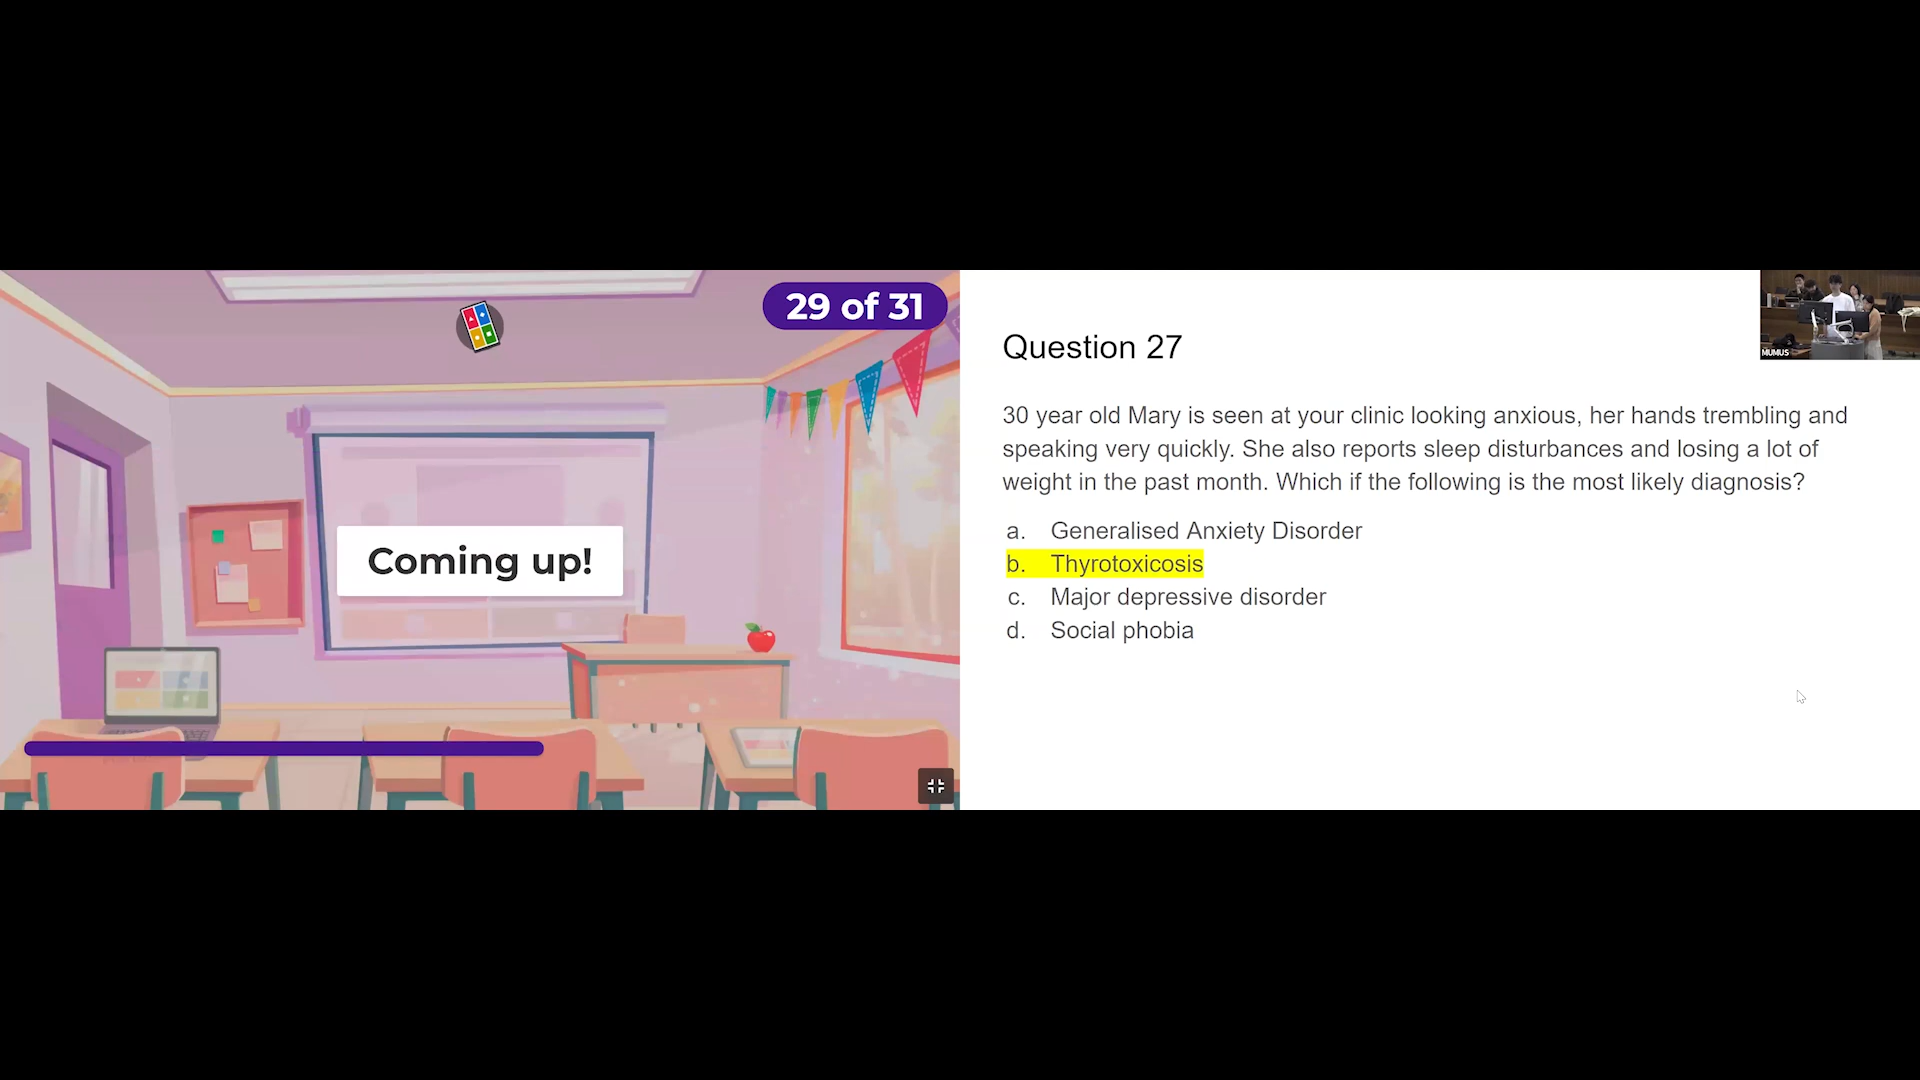 29 of 31
Coming up!
Question 27
30 year old Mary is seen at your clinic looking anxious, her hands trembling and
speaking very quickly. She also reports sleep disturbances and losing a lot of
weight in the past month. Which if the following is the most likely diagnosis?
a. Generalised Anxiety Disorder
b. Thyrotoxicosis
c. Major depressive disorder
d. Social phobia
MUMUS